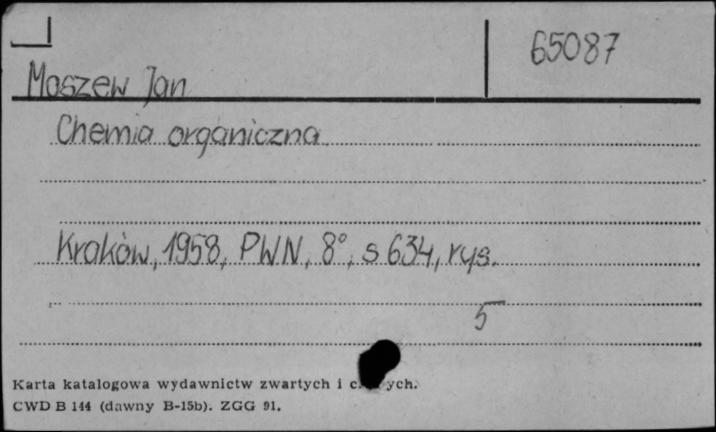 65087
Moszew Jan
Chemia organiczna
Kraków, 1958, PWN, 8°, s 634, rys.
5
Karta katalogowa wydawnictw zwartych i
CWD B 144 (dawny B-15b). ZGG 91.